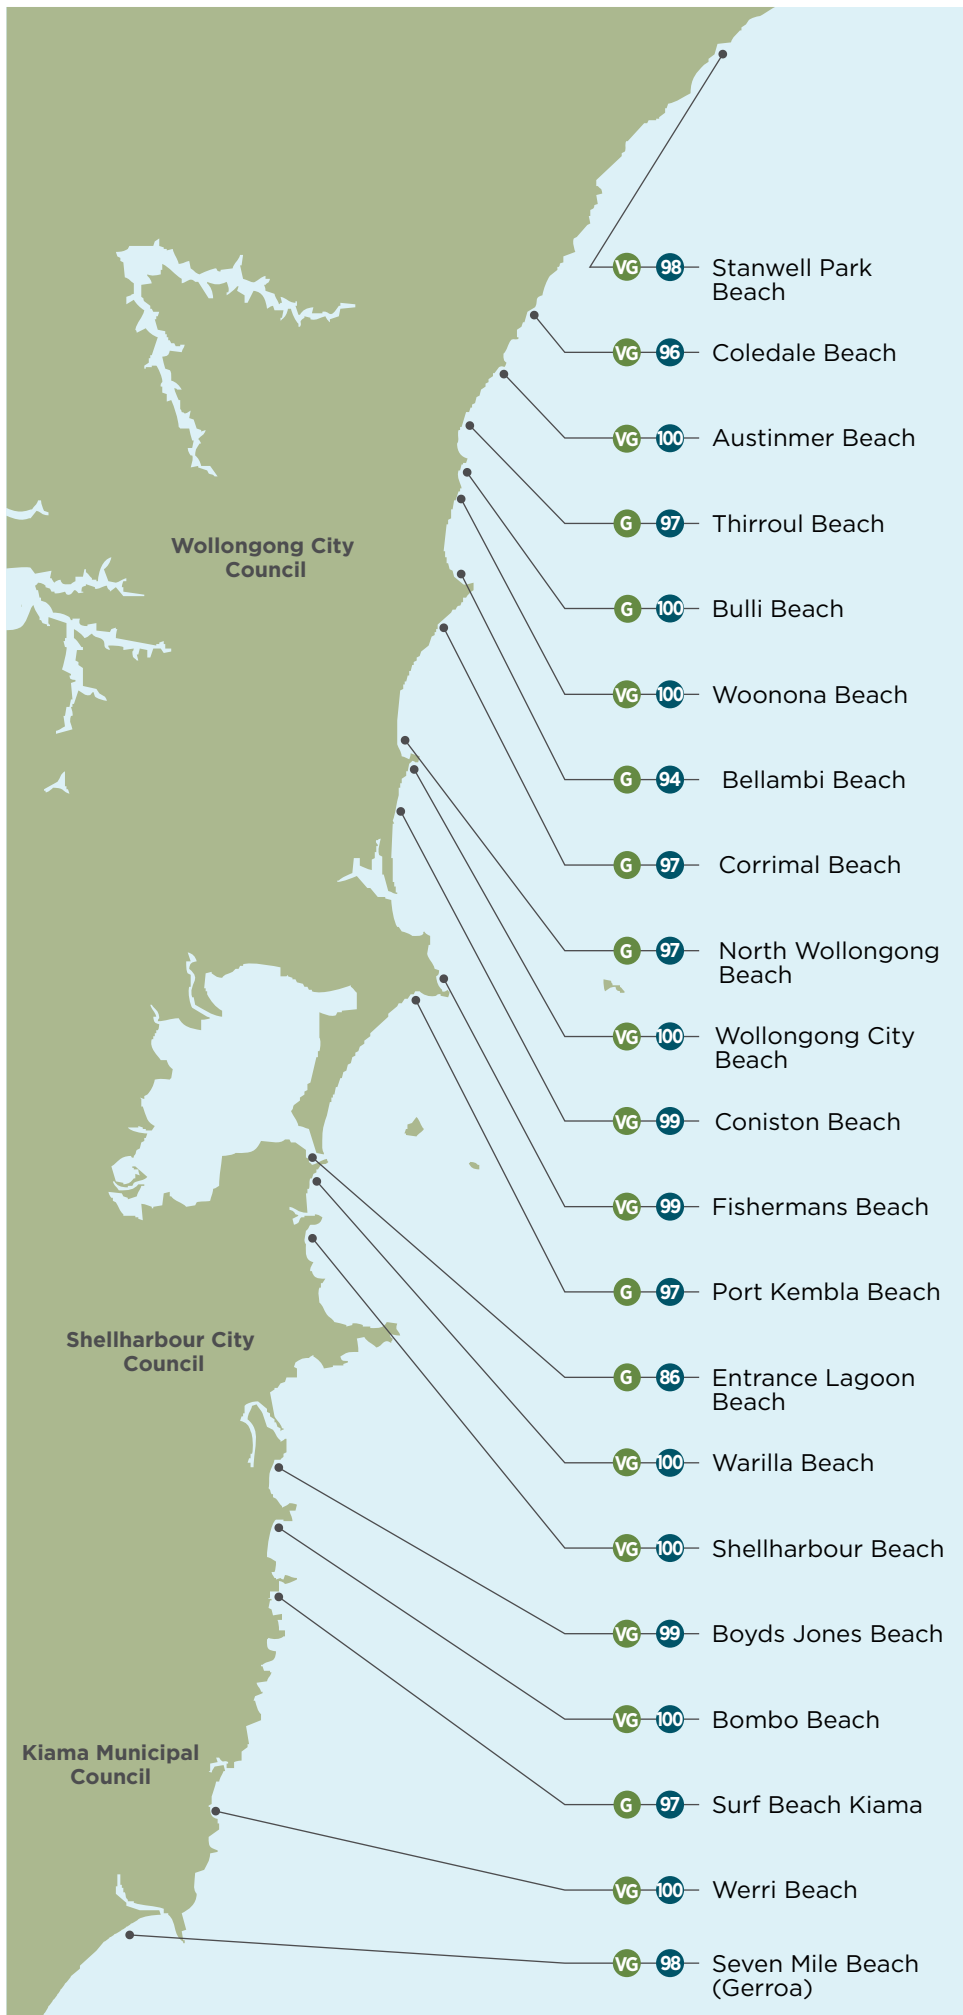 VG 98 Stanwell Park
Beach
VG 96 Coledale Beach
VG 100 Austinmer Beach
G 97 Thirroul Beach
Wollongong City
Council
G 100 Bulli Beach
VG 100 Woonona Beach
G 94 Bellambi Beach
G 97 Corrimal Beach
G 97 North Wollongong
Beach
VG 100 Wollongong City
Beach
VG 99 Coniston Beach
VG 99 Fishermans Beach
G 97 Port Kembla Beach
Shellharbour City
Council
G 86 Entrance Lagoon
Beach
VG 100 Warilla Beach
VG 100 Shellharbour Beach
VG 99 Boyds Jones Beach
VG 100 Bombo Beach
Kiama Municipal
Council
G 97 Surf Beach Kiama
VG 100 Werri Beach
VG 98 Seven Mile Beach
(Gerroa)